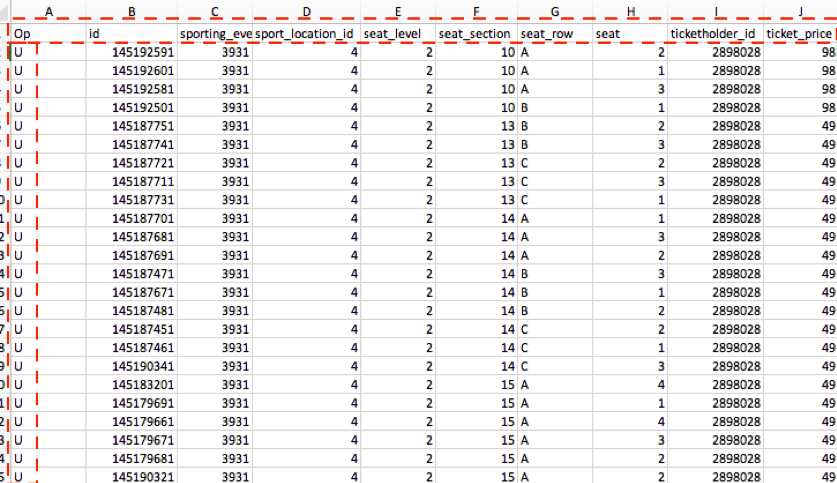 A B C D E F G H I J
Op id sporting_eve sport_location_id seat_level seat_section seat_row seat ticketholder_id ticket_price
U 145192591 3931 4 2 10 A 2 2898028 98
U 145192601 3931 4 2 10 A 1 2898028 98
U 145192581 3931 4 2 10 A 3 2898028 98
U 145192501 3931 4 2 10 B 1 2898028 98
U 145187751 3931 4 2 13 B 2 2898028 49
U 145187741 3931 4 2 13 B 3 2898028 49
U 145187721 3931 4 2 13 C 2 2898028 49
U 145187711 3931 4 2 13 C 3 2898028 49
U 145187731 3931 4 2 13 C 1 2898028 49
U 145187701 3931 4 2 14 A 1 2898028 49
U 145187681 3931 4 2 14 A 3 2898028 49
U 145187691 3931 4 2 14 A 2 2898028 49
U 145187471 3931 4 2 14 B 3 2898028 49
U 145187671 3931 4 2 14 B 1 2898028 49
U 145187481 3931 4 2 14 B 2 2898028 49
U 145187451 3931 4 2 14 C 2 2898028 49
U 145187461 3931 4 2 14 C 1 2898028 49
U 145190341 3931 4 2 14 C 3 2898028 49
U 145183201 3931 4 2 15 A 4 2898028 49
U 145179691 3931 4 2 15 A 1 2898028 49
U 145179661 3931 4 2 15 A 4 2898028 49
U 145179671 3931 4 2 15 A 3 2898028 49
U 145179681 3931 4 2 15 A 2 2898028 49
U 145190321 3931 4 2 15 A 2 2898028 49